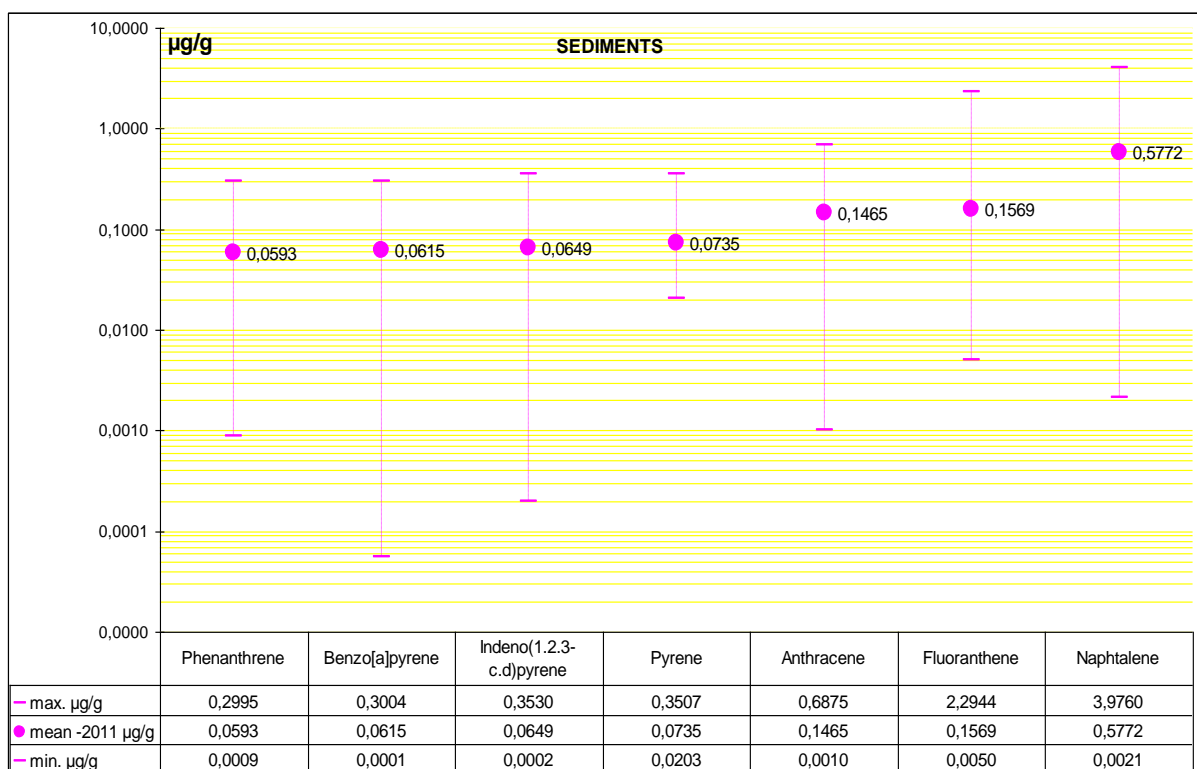 10,0000
µg/g
SEDIMENTS
1,0000
0,5772
0,1465
0,1569
0,1000
0,0593
0,0615
0,0649
0,0735
0,0100
0,0010
0,0001
0,0000
Phenanthrene Benzo[a]pyrene Indeno(1.2.3-
c.d)pyrene Pyrene Anthracene Fluoranthene Naphtalene
max. µg/g 0,2995 0,3004 0,3530 0,3507 0,6875 2,2944 3,9760
mean -2011 µg/g 0,0593 0,0615 0,0649 0,0735 0,1465 0,1569 0,5772
min. µg/g 0,0009 0,0001 0,0002 0,0203 0,0010 0,0050 0,0021